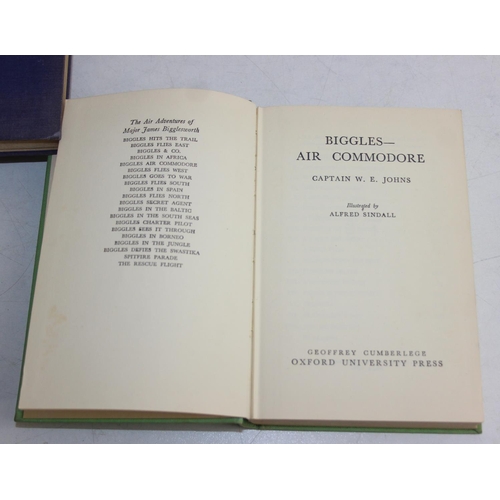 The Air Adventures of
Major James Bigglesworth
BIGGLES HITS THE TRAIL
BIGGLES FLIES EAST
BIGGLES & CO.
BIGGLES IN AFRICA
BIGGLES AIR COMMODORE
BIGGLES FLIES WEST
BIGGLES GOES TO WAR
BIGGLES FLIES SOUTH
BIGGLES IN SPAIN
BIGGLES FLIES NORTH
BIGGLES SECRET AGENT
BIGGLES IN THE BALTIC
BIGGLES IN THE SOUTH SEAS
BIGGLES CHARTER PILOT
BIGGLES SEES IT THROUGH
BIGGLES IN BORNEO
BIGGLES IN THE JUNGLE
BIGGLES DEFIES THE SWASTIKA
SPITFIRE PARADE
THE RESCUE FLIGHT
BIGGLES—
AIR COMMODORE
CAPTAIN W. E. JOHNS
Illustrated by
ALFRED SINDALL
GEOFFREY CUMBERLEGE
OXFORD UNIVERSITY PRESS